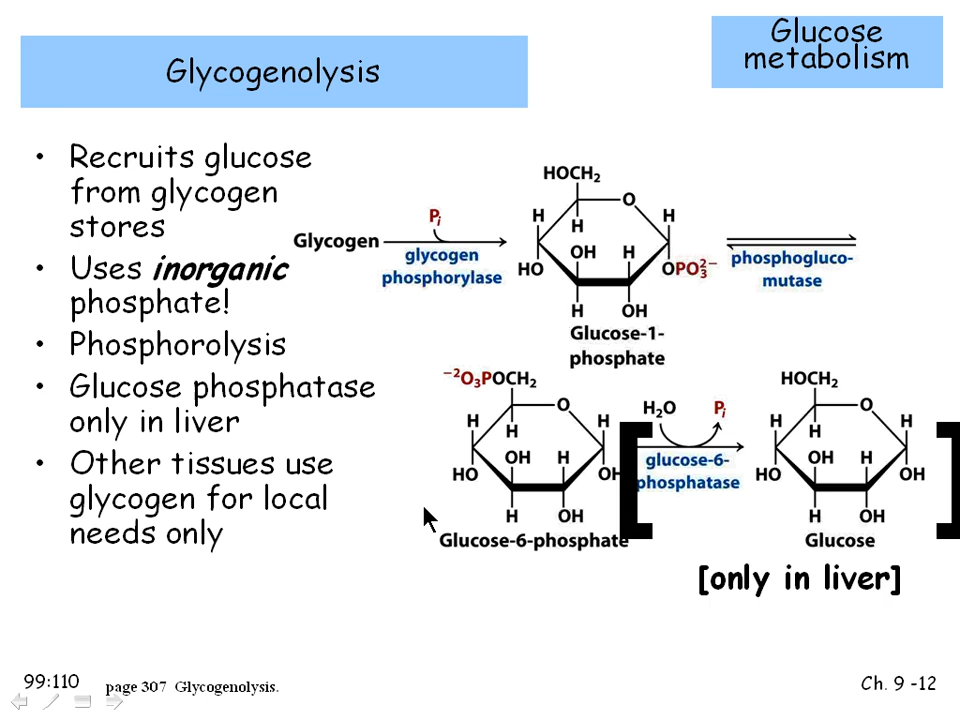 Glucose
metabolism
Glycogenolysis
• Recruits glucose
from glycogen
stores
• Uses inorganic
phosphate!
• Phosphorolysis
• Glucose phosphatase
only in liver
• Other tissues use
glycogen for local
needs only
Glycogen
Pi
glycogen
phosphorylase
HOCH2
O
H
H
H
OH
H
HO
OPO3 2−
H
OH
Glucose-1-
phosphate
phosphogluco-
mutase
−2O3POCH2
O
H
H
H
OH
H
HO
OH
H
OH
Glucose-6-phosphate
H2O
Pi
glucose-6-
phosphatase
HOCH2
O
H
H
H
OH
H
HO
OH
H
OH
Glucose
[
]
[only in liver]
99:110
page 307 Glycogenolysis.
Ch. 9 -12